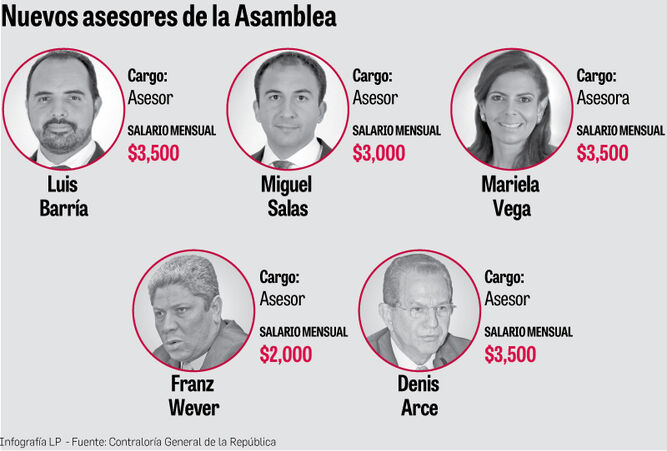 Nuevos asesores de la Asamblea
Cargo:
Asesor
SALARIO MENSUAL
$3,500
Luis
Barría
Cargo:
Asesor
SALARIO MENSUAL
$3,000
Miguel
Salas
Cargo:
Asesora
SALARIO MENSUAL
$3,500
Mariela
Vega
Cargo:
Asesor
SALARIO MENSUAL
$2,000
Franz
Wever
Cargo:
Asesor
SALARIO MENSUAL
$3,500
Denis
Arce
Infografía LP - Fuente: Contraloría General de la República